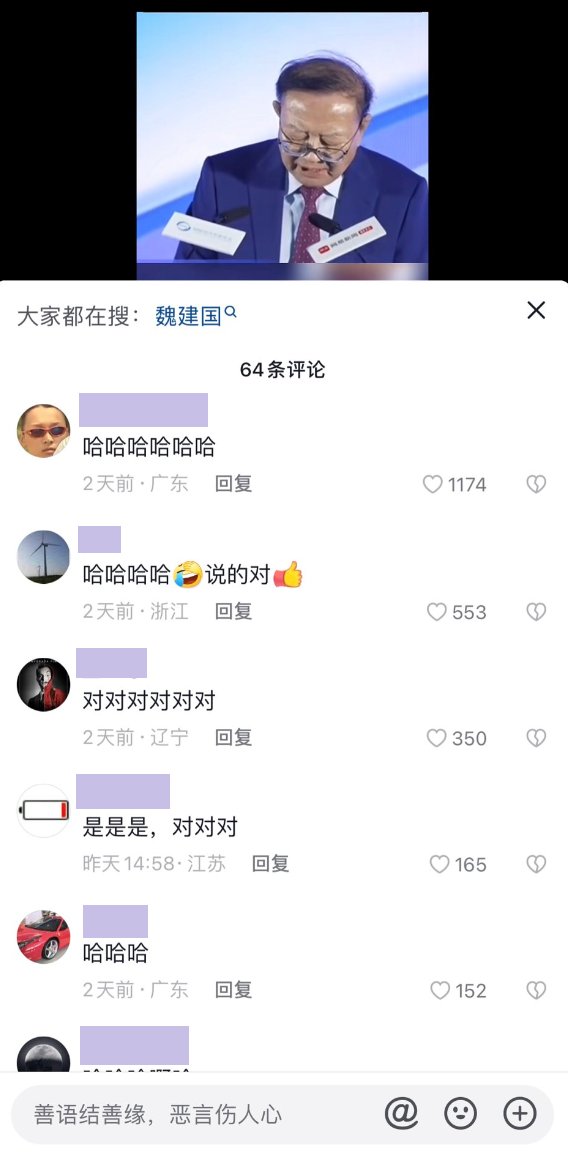 大家都在搜：魏建国
64条评论
哈哈哈哈哈哈
2天前·广东 回复 1174
哈哈哈哈🤣说的对👍
2天前·浙江 回复 553
对对对对对对
2天前·辽宁 回复 350
是是是，对对对
昨天14:58·江苏 回复 165
哈哈哈
2天前·广东 回复 152
善语结善缘，恶言伤人心